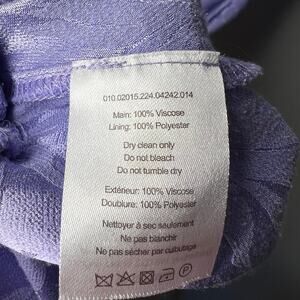 010.02015.224.04242.014
Main: 100% Viscose
Lining: 100% Polyester
Dry clean only
Do not bleach
Do not tumble dry
Extérieur: 100% Viscose
Doublure: 100% Polyester
Nettoyer à sec seulement
Ne pas blanchir
Ne pas sécher par culbutage